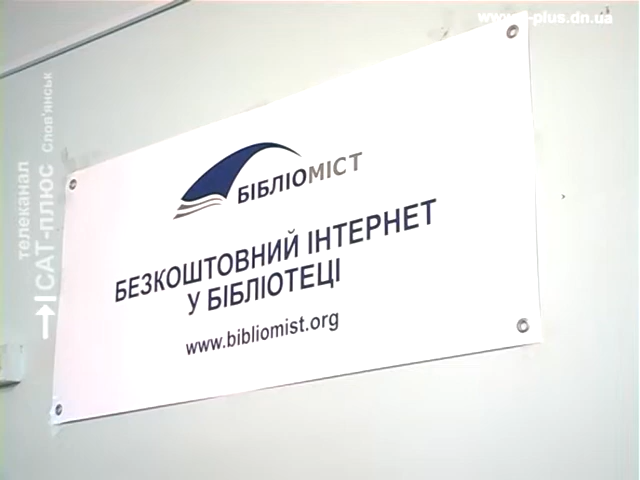 БІБЛІОМІСТ
БЕЗКОШТОВНИЙ ІНТЕРНЕТ
У БІБЛІОТЕЦІ
www.bibliomist.org
телеканал
САТ-ПЛЮС
Слов'янськ